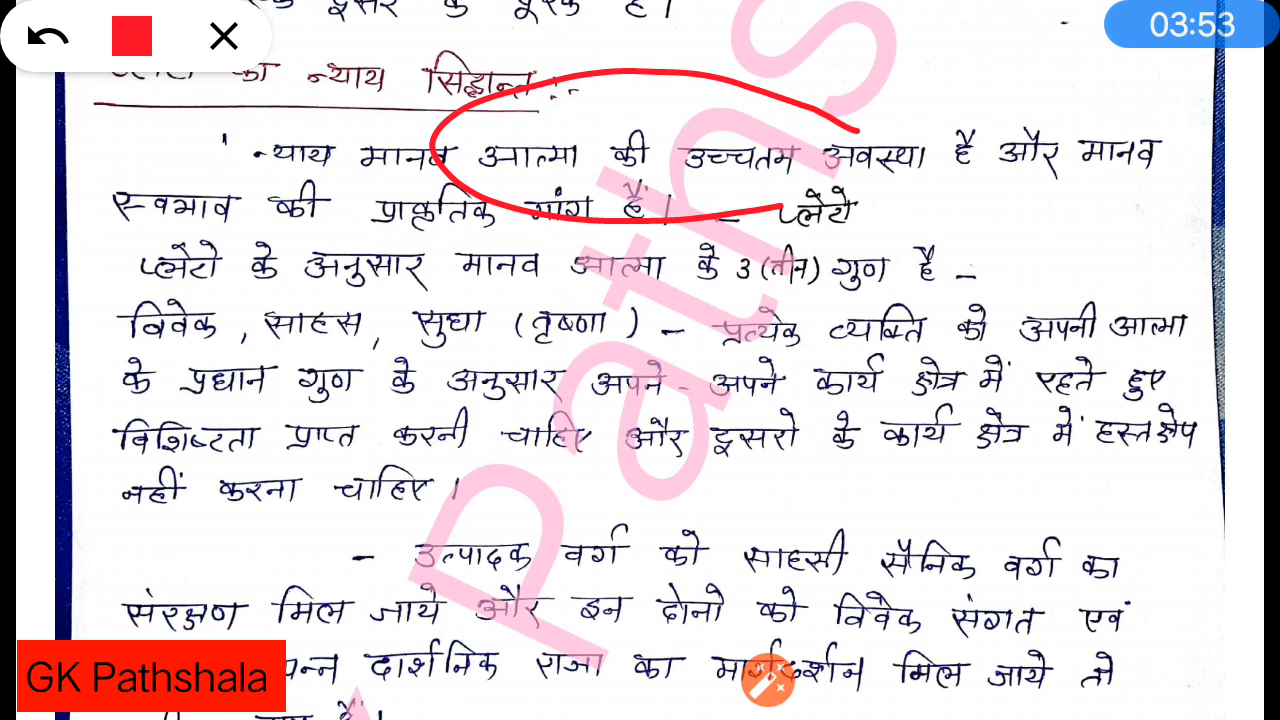 03:53
का न्याय सिद्धान्त :-
' न्याय मानव आत्मा की उच्चतम अवस्था है और मानव
स्वभाव की प्राकृतिक मांग है। - प्लेटो
प्लेटो के अनुसार मानव आत्मा के 3 (तीन) गुण है -
विवेक , साहस, सुधा (तृष्णा ) - प्रत्येक व्यक्ति को अपनी आत्मा
के प्रधान गुण के अनुसार अपने - अपने कार्य क्षेत्र में रहते हुए
विशिष्टता प्राप्त करनी चाहिए और दूसरो के कार्य क्षेत्र में हस्तक्षेप
नहीं करना चाहिए ।
- उत्पादक वर्ग को साहसी सैनिक वर्ग का
संरक्षण मिल जाये और इन दोनो को विवेक संगत एवं
दार्शनिक राजा का मार्गदर्शन मिल जाये तो
GK Pathshala
Paths